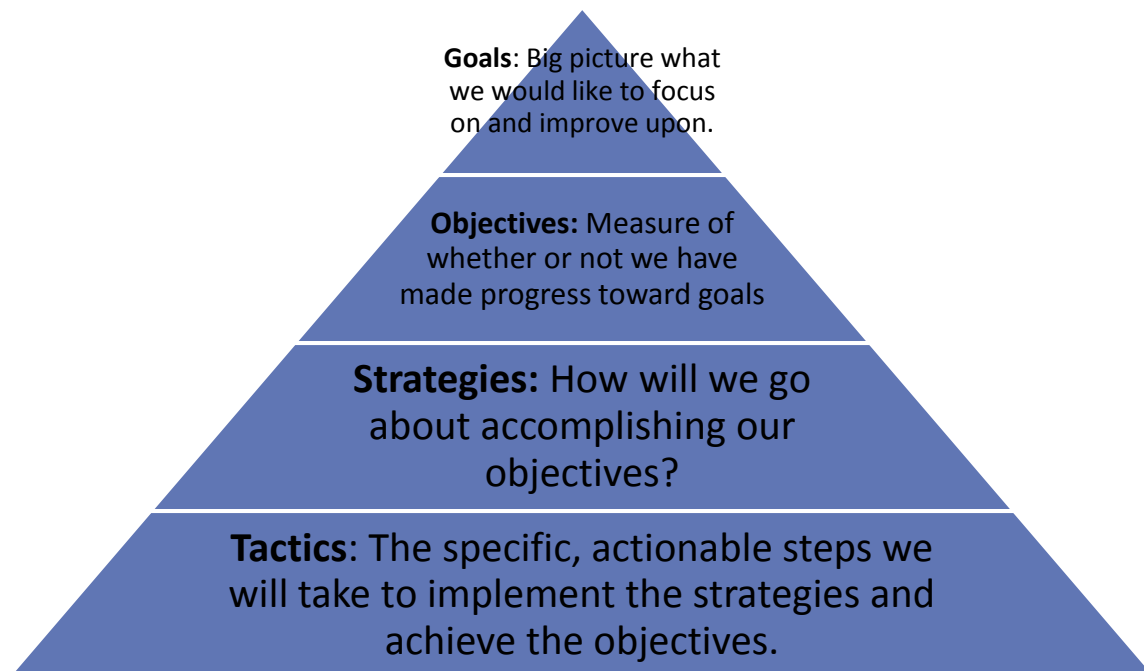 Goals: Big picture what
we would like to focus
on and improve upon.
Objectives: Measure of
whether or not we have
made progress toward goals
Strategies: How will we go
about accomplishing our
objectives?
Tactics: The specific, actionable steps we
will take to implement the strategies and
achieve the objectives.